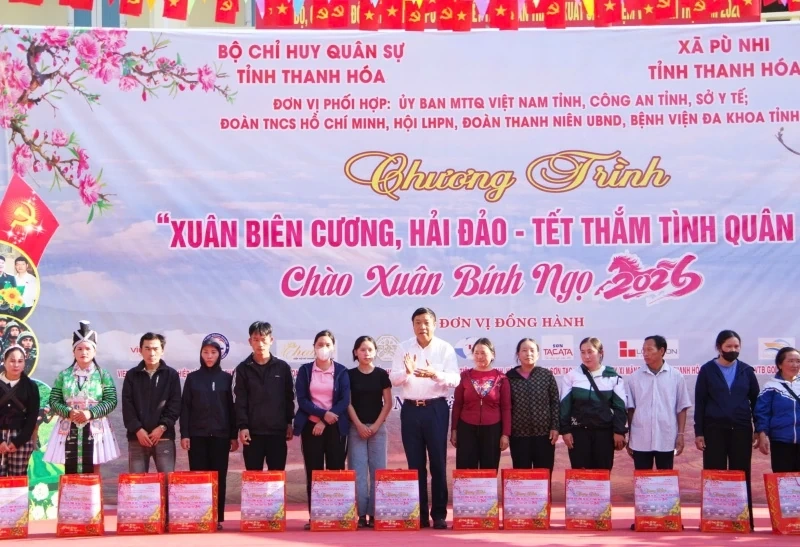 BỘ CHỈ HUY QUÂN SỰ
TỈNH THANH HÓA
XÃ PÙ NHI
TỈNH THANH HÓA
ĐƠN VỊ PHỐI HỢP: ỦY BAN MTTQ VIỆT NAM TỈNH, CÔNG AN TỈNH, SỞ Y TẾ;
ĐOÀN TNCS HỒ CHÍ MINH, HỘI LHPN, ĐOÀN THANH NIÊN UBND, BỆNH VIỆN ĐA KHOA TỈNH
Chương Trình
“XUÂN BIÊN CƯƠNG, HẢI ĐẢO - TẾT THẮM TÌNH QUÂN
Chào Xuân Bính Ngọ 2026
ĐƠN VỊ ĐỒNG HÀNH
SƠN
TACATA